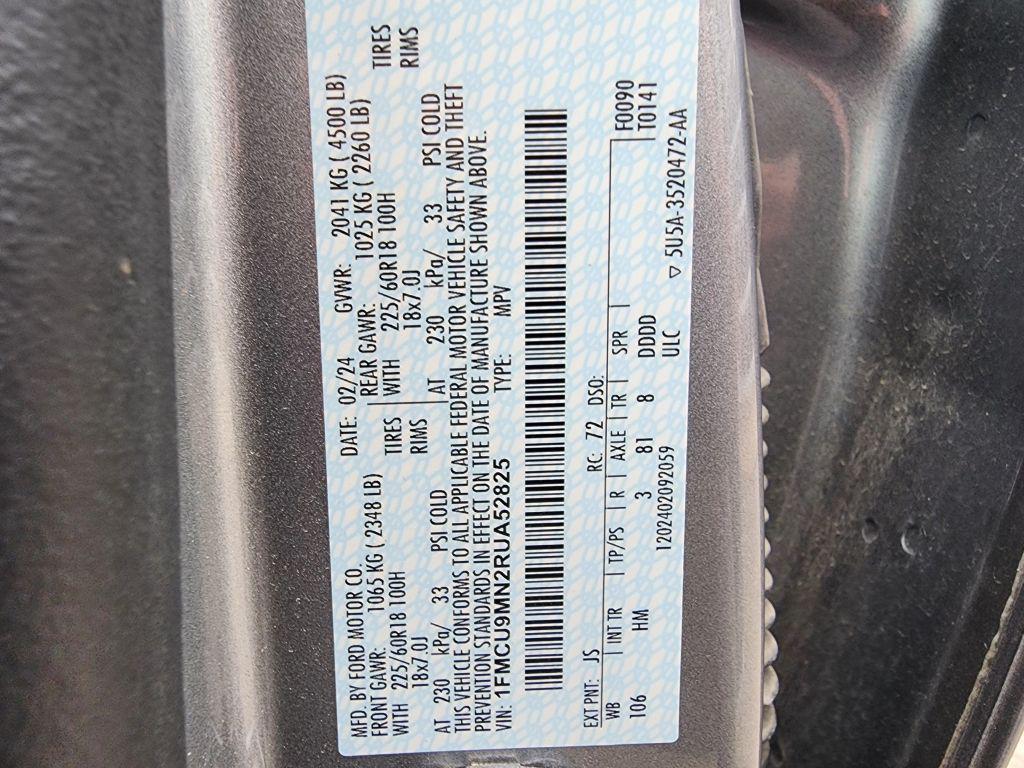 MFD. BY FORD MOTOR CO.
DATE: 02/24 GVWR: 2041 KG ( 4500 LB)
FRONT GAWR: 1065 KG ( 2348 LB) REAR GAWR: 1025 KG ( 2260 LB)
WITH 225/60R18 100H TIRES WITH 225/60R18 100H TIRES
18x7.0J RIMS 18x7.0J RIMS
AT 230 kPa/ 33 PSI COLD AT 230 kPa/ 33 PSI COLD
THIS VEHICLE CONFORMS TO ALL APPLICABLE FEDERAL MOTOR VEHICLE SAFETY AND THEFT
PREVENTION STANDARDS IN EFFECT ON THE DATE OF MANUFACTURE SHOWN ABOVE.
VIN: 1FMCU9MN2RUA52825 TYPE: MPV
EXT PNT: JS RC: 72 DSO: F0090
WB INT TR TP/PS R AXLE TR SPR T0141
106 HM 3 81 8 DDDD
1202402092059 ULC ▽ 5U5A-3520472-AA